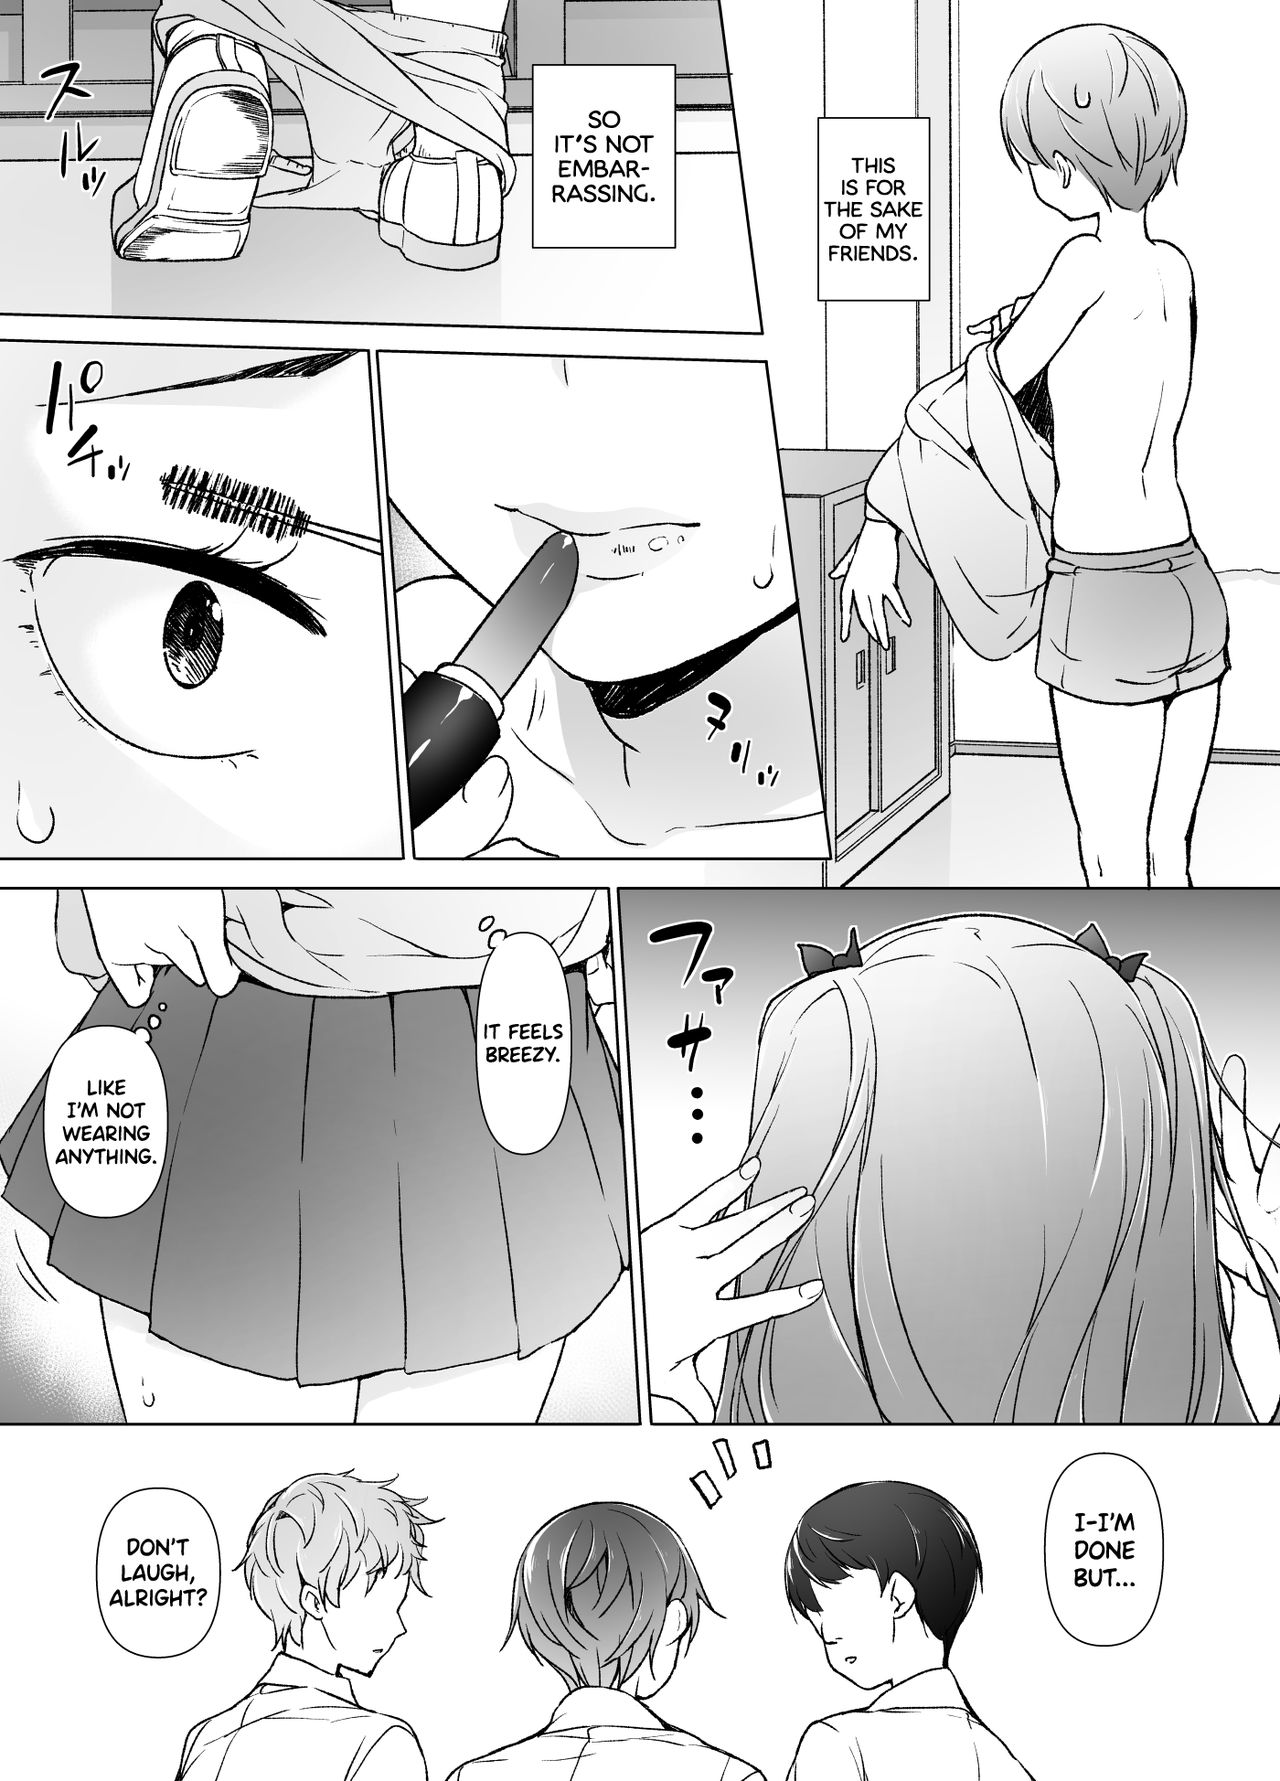 THIS
IS FOR
THE SAKE
OF MY
FRIENDS.
SO
IT'S NOT
EMBAR-
RASSING.
スルルッ
ヌリッ
パチッ
ファサ…
IT FEELS
BREEZY.
LIKE
I'M NOT
WEARING
ANYTHING.
I-I'M
DONE
BUT...
DON'T
LAUGH,
ALRIGHT?